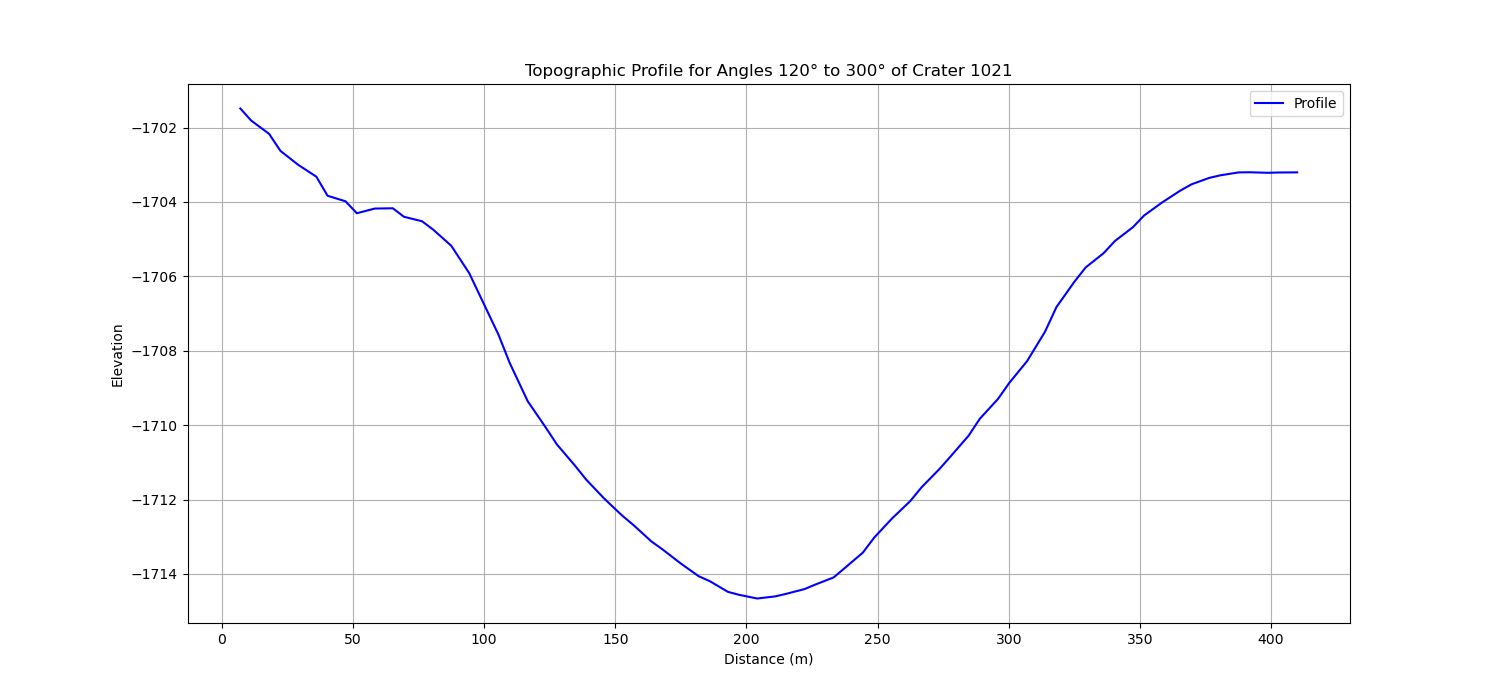 Topographic Profile for Angles 120° to 300° of Crater 1021
Profile
−1702
−1704
−1706
−1708
−1710
−1712
−1714
Elevation
0 50 100 150 200 250 300 350 400
Distance (m)